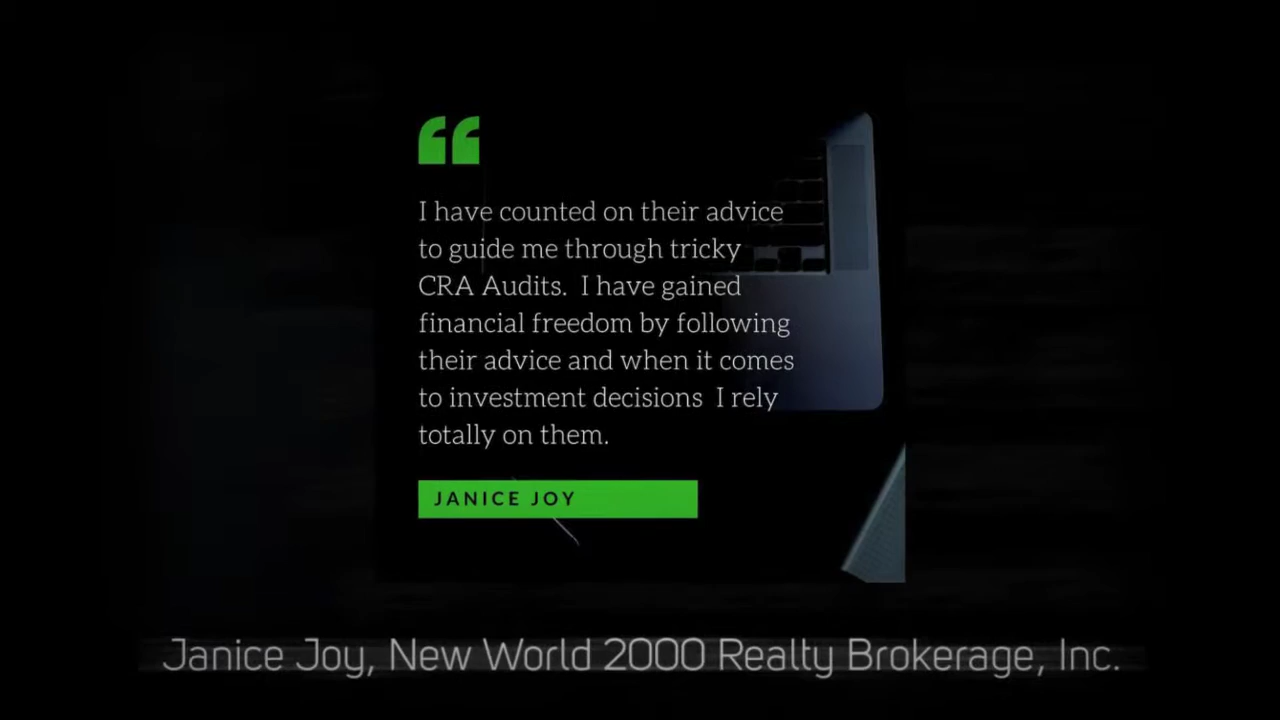 I have counted on their advice
to guide me through tricky
CRA Audits.  I have gained
financial freedom by following
their advice and when it comes
to investment decisions  I rely
totally on them.
JANICE JOY
Janice Joy, New World 2000 Realty Brokerage, Inc.